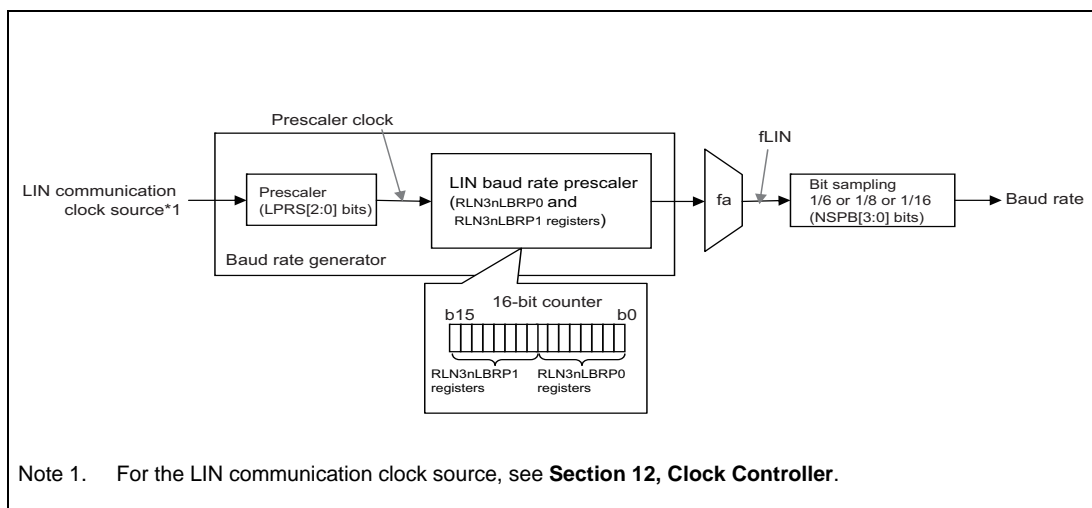 Prescaler clock
fLIN
LIN communication
clock source*1
Prescaler
(LPRS[2:0] bits)
LIN baud rate prescaler
(RLN3nLBRP0 and
RLN3nLBRP1 registers)
fa
Bit sampling
1/6 or 1/8 or 1/16
(NSPB[3:0] bits)
Baud rate
Baud rate generator
16-bit counter
b15 b0
RLN3nLBRP1 RLN3nLBRP0
registers registers
Note 1. For the LIN communication clock source, see Section 12, Clock Controller.